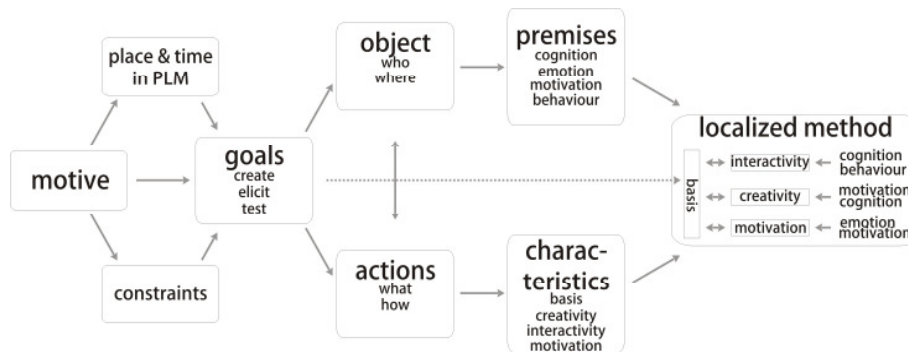 motive
place & time
in PLM
constraints
goals
create
elicit
test
object
who
where
actions
what
how
premises
cognition
emotion
motivation
behaviour
charac-
teristics
basis
creativity
interactivity
motivation
localized method
basis
interactivity
cognition
behaviour
creativity
motivation
cognition
motivation
emotion
motivation